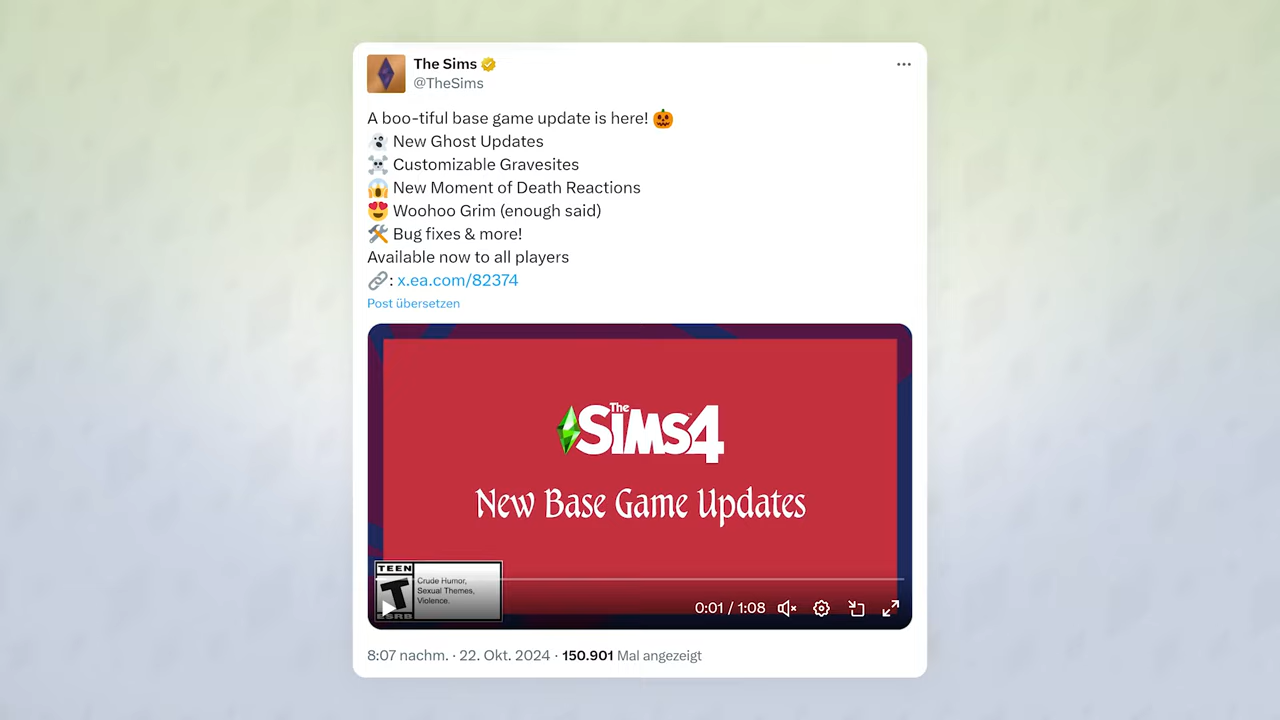 The Sims
@TheSims
A boo-tiful base game update is here! 🎃
👻 New Ghost Updates
☠️ Customizable Gravesites
😱 New Moment of Death Reactions
😍 Woohoo Grim (enough said)
🛠️ Bug fixes & more!
Available now to all players
🔗: x.ea.com/82374
Post übersetzen
The Sims 4
New Base Game Updates
TEEN
T
ESRB
Crude Humor,
Sexual Themes,
Violence.
0:01 / 1:08
8:07 nachm. · 22. Okt. 2024 · 150.901 Mal angezeigt